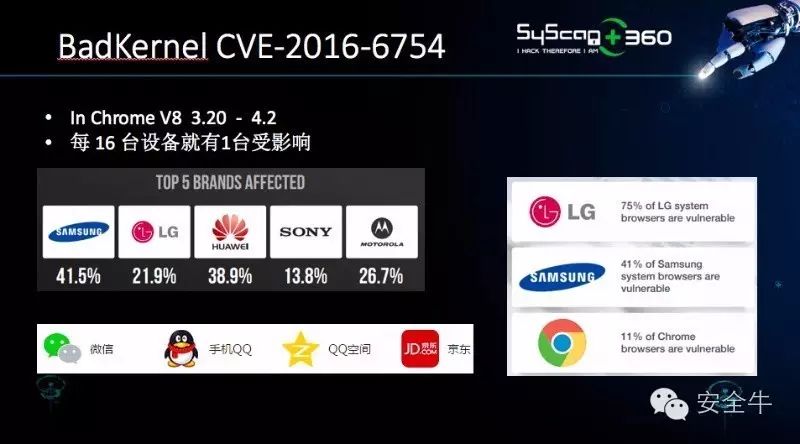 BadKernel CVE-2016-6754
SyScan+360
I HACK THEREFORE I AM
• In Chrome V8 3.20 - 4.2
• 每 16 台设备就有1台受影响
TOP 5 BRANDS AFFECTED
SAMSUNG LG HUAWEI SONY MOTOROLA
41.5% 21.9% 38.9% 13.8% 26.7%
微信 手机QQ QQ空间 JD.COM 京东 京东
LG
75% of LG system
browsers are vulnerable
SAMSUNG
41% of Samsung
system browsers are
vulnerable
11% of Chrome
browsers are vulnerable
安全牛